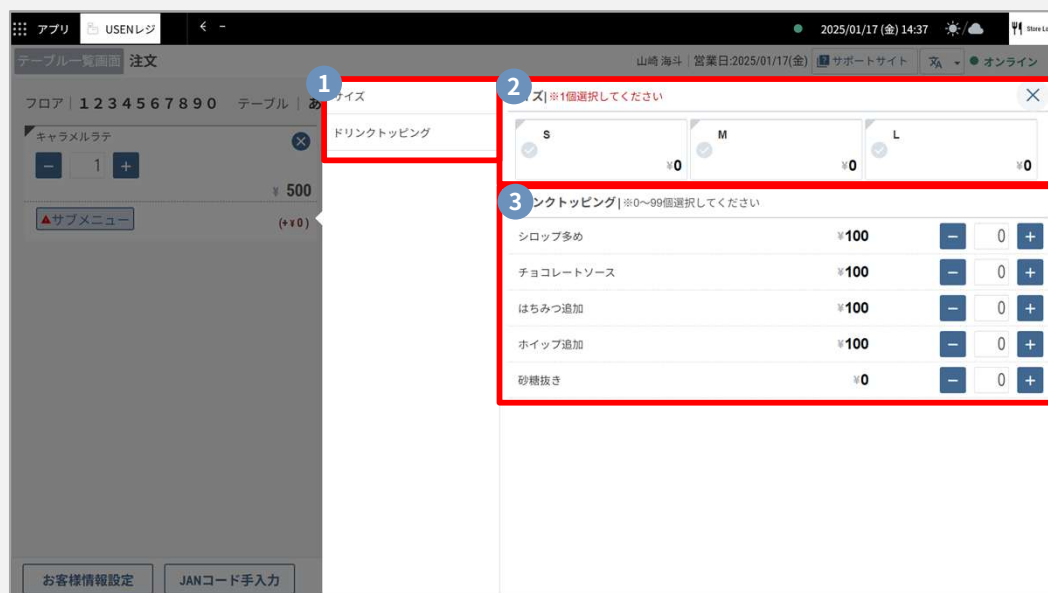 アプリ USENレジ 2025/01/17 (金) 14:37
テーブル一覧画面 注文 山崎 海斗 営業日:2025/01/17(金) サポートサイト オンライン
フロア 1234567890 テーブル あ
キャラメルラテ
1
¥ 500
サブメニュー (+¥0)
お客様情報設定 JANコード手入力
1
サイズ
ドリンクトッピング
2
ズ| ※1個選択してください
S ¥0
M ¥0
L ¥0
3
ンクトッピング| ※0〜99個選択してください
シロップ多め ¥100 0
チョコレートソース ¥100 0
はちみつ追加 ¥100 0
ホイップ追加 ¥100 0
砂糖抜き ¥0 0